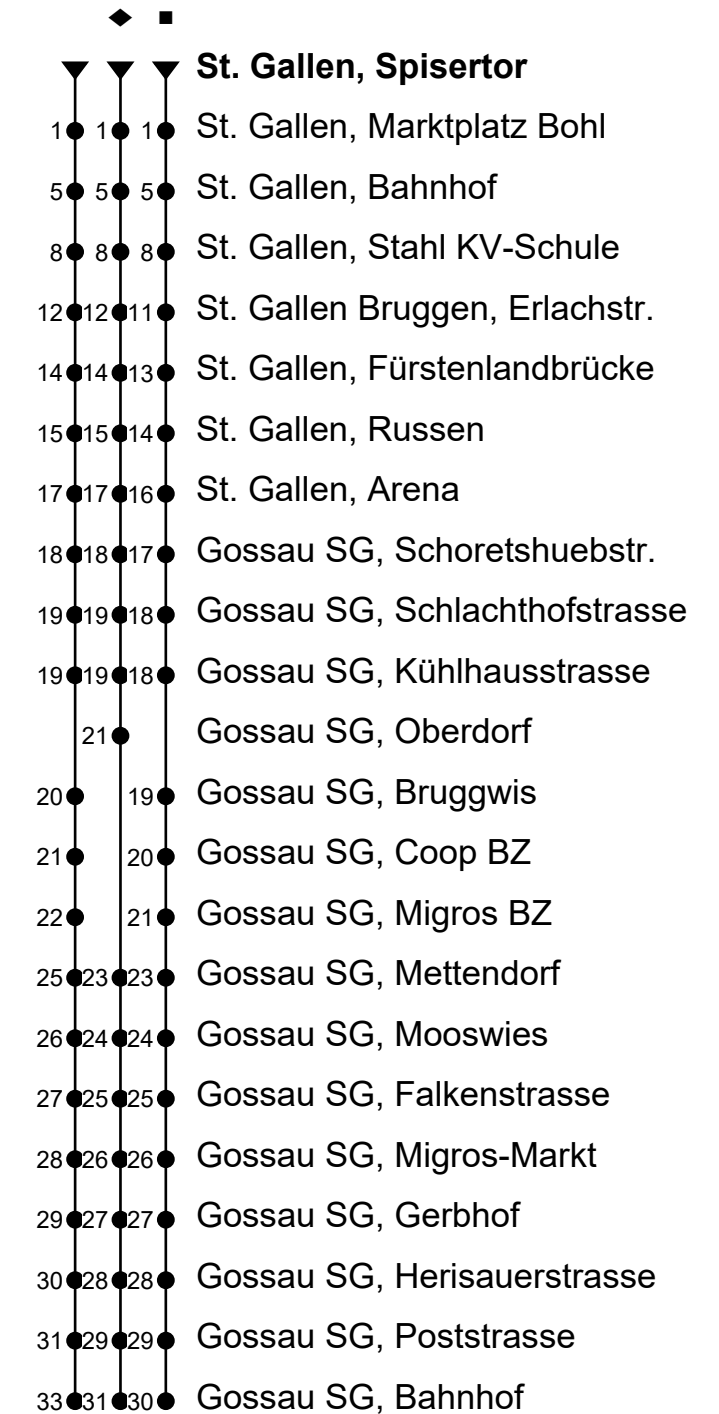 St. Gallen, Spisertor
1 1 1 St. Gallen, Marktplatz Bohl
5 5 5 St. Gallen, Bahnhof
8 8 8 St. Gallen, Stahl KV-Schule
12 12 11 St. Gallen Bruggen, Erlachstr.
14 14 13 St. Gallen, Fürstenlandbrücke
15 15 14 St. Gallen, Russen
17 17 16 St. Gallen, Arena
18 18 17 Gossau SG, Schoretshuebstr.
19 19 18 Gossau SG, Schlachthofstrasse
19 19 18 Gossau SG, Kühlhausstrasse
21 Gossau SG, Oberdorf
20 19 Gossau SG, Bruggwis
21 20 Gossau SG, Coop BZ
22 21 Gossau SG, Migros BZ
25 23 23 Gossau SG, Mettendorf
26 24 24 Gossau SG, Mooswies
27 25 25 Gossau SG, Falkenstrasse
28 26 26 Gossau SG, Migros-Markt
29 27 27 Gossau SG, Gerbhof
30 28 28 Gossau SG, Herisauerstrasse
31 29 29 Gossau SG, Poststrasse
33 31 30 Gossau SG, Bahnhof